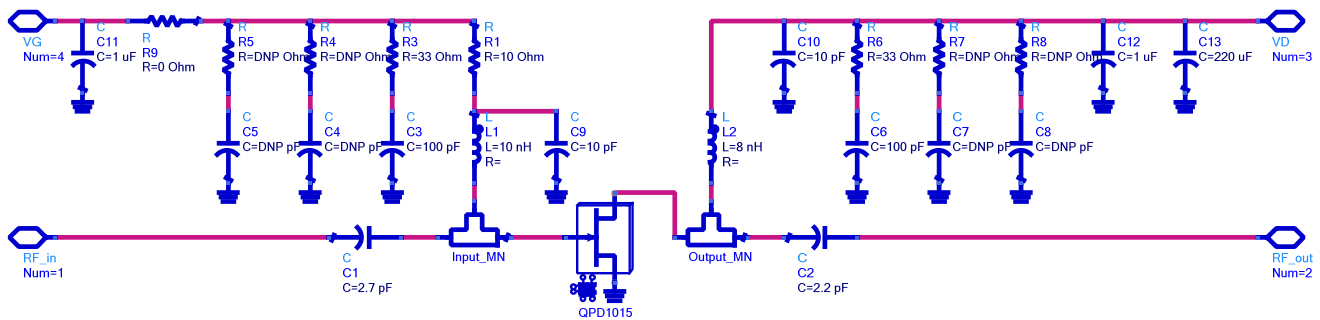 VG
Num=4
C
C11
C=1 uF
R
R9
R=0 Ohm
R
R5
R=DNP Ohm
R
R4
R=DNP Ohm
R
R3
R=33 Ohm
R
R1
R=10 Ohm
C
C10
C=10 pF
R
R6
R=33 Ohm
R
R7
R=DNP Ohm
R
R8
R=DNP Ohm
C
C12
C=1 uF
C
C13
C=220 uF
VD
Num=3
C
C5
C=DNP pF
C
C4
C=DNP pF
C
C3
C=100 pF
L
L1
L=10 nH
R=
C
C9
C=10 pF
L
L2
L=8 nH
R=
C
C6
C=100 pF
C
C7
C=DNP pF
C
C8
C=DNP pF
RF_in
Num=1
C
C1
C=2.7 pF
Input_MN
QPD1015
Output_MN
C
C2
C=2.2 pF
RF_out
Num=2